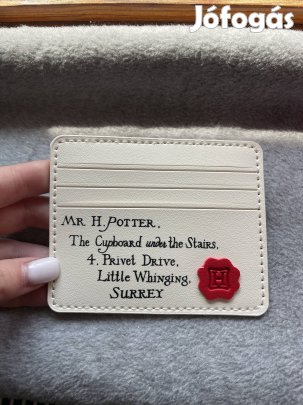 Jófogás
MR H. POTTER,
The Cupboard under the Stairs,
4, Privet Drive,
Little Whinging,
SURREY
H